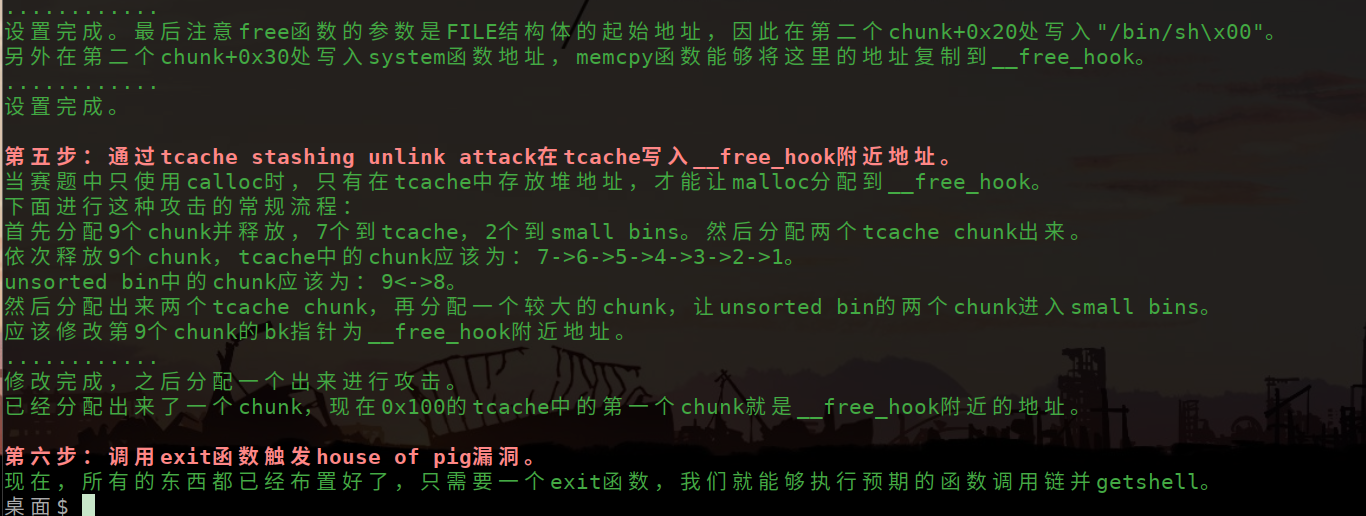 ............
设置完成。最后注意free函数的参数是FILE结构体的起始地址，因此在第二个chunk+0x20处写入"/bin/sh\x00"。
另外在第二个chunk+0x30处写入system函数地址，memcpy函数能够将这里的地址复制到__free_hook。
............
设置完成。
第五步：通过tcache stashing unlink attack在tcache写入__free_hook附近地址。
当赛题中只使用calloc时，只有在tcache中存放堆地址，才能让malloc分配到__free_hook。
下面进行这种攻击的常规流程：
首先分配9个chunk并释放，7个到tcache，2个到small bins。然后分配两个tcache chunk出来。
依次释放9个chunk，tcache中的chunk应该为：7->6->5->4->3->2->1。
unsorted bin中的chunk应该为：9<->8。
然后分配出来两个tcache chunk，再分配一个较大的chunk，让unsorted bin的两个chunk进入small bins。
应该修改第9个chunk的bk指针为__free_hook附近地址。
............
修改完成，之后分配一个出来进行攻击。
已经分配出来了一个chunk，现在0x100的tcache中的第一个chunk就是__free_hook附近的地址。
第六步：调用exit函数触发house of pig漏洞。
现在，所有的东西都已经布置好了，只需要一个exit函数，我们就能够执行预期的函数调用链并getshell。
桌面$